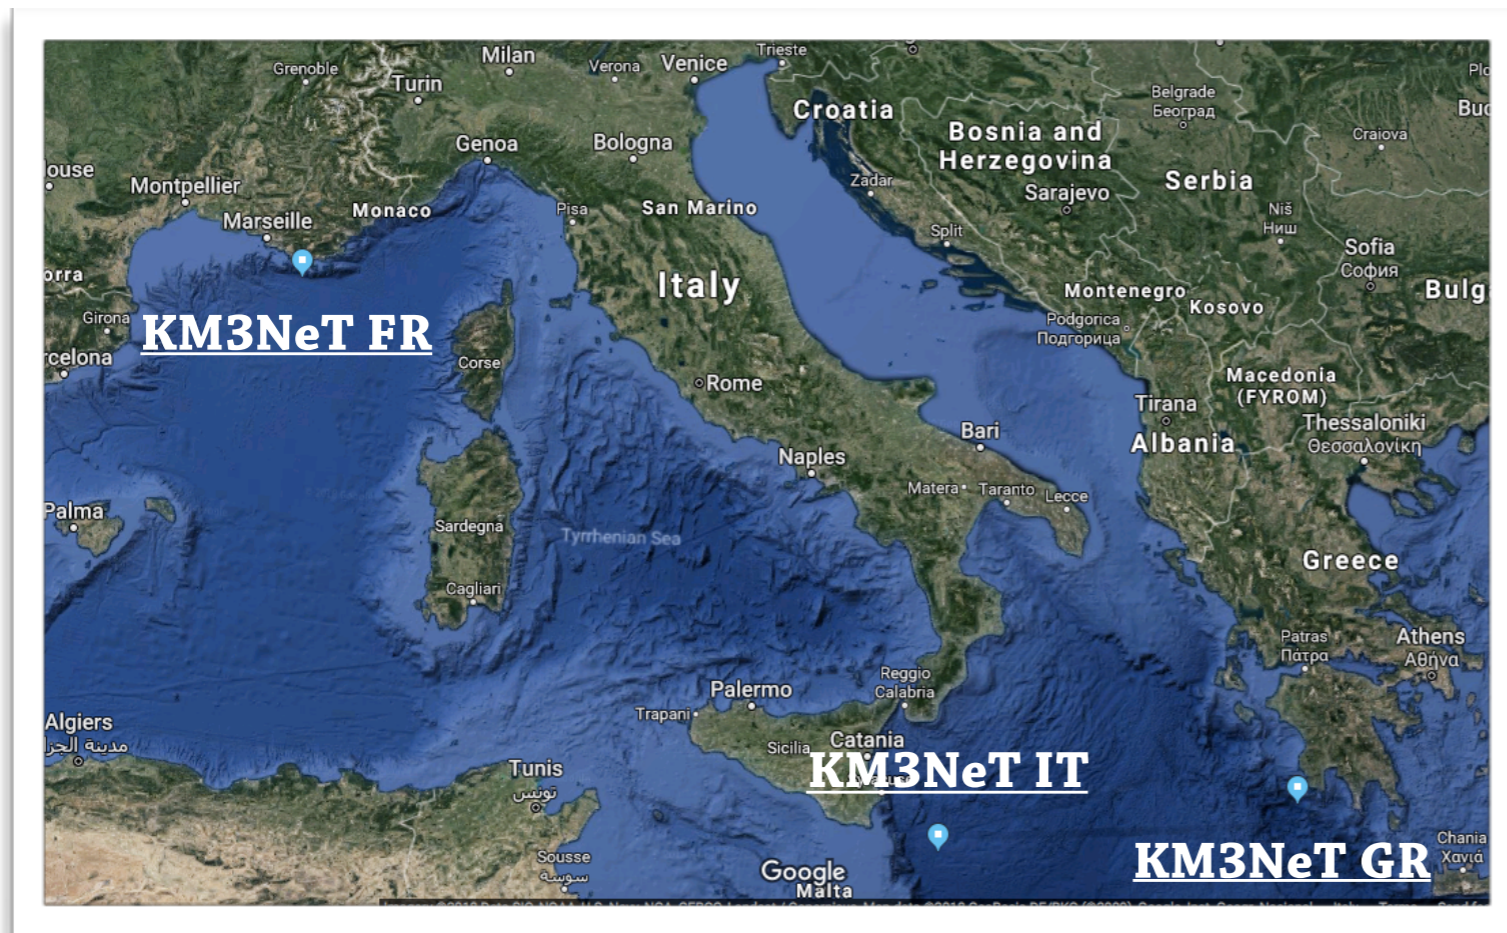 Milan
Trieste
Grenoble
Verona
Venice
Turin
Croatia
Belgrade
Београд
Craiova
Genoa
Bologna
Bosnia and
Herzegovina
Sarajevo
Serbia
Zadar
louse
Montpellier
Marseille
Monaco
Pisa
San Marino
Split
Niš
Ниш
Sofia
София
orra
Italy
Montenegro
Kosovo
Bulg
Girona
KM3NeT FR
Podgorica
Подгорица
rcelona
Corse
Rome
Macedonia
(FYROM)
Tirana
Thessaloniki
Θεσσαλονίκη
Albania
Bari
Naples
Matera
Taranto
Lecce
Palma
Sardegna
Tyrrhenian Sea
Greece
Cagliari
Patras
Πάτρα
Athens
Αθήνα
Reggio
Calabria
Palermo
Trapani
Algiers
مدينة الجزا
Sicilia
Catania
KM3NeT IT
Tunis
تونس
Sousse
سوسة
Google
Malta
KM3NeT GR
Chania
Χανιά